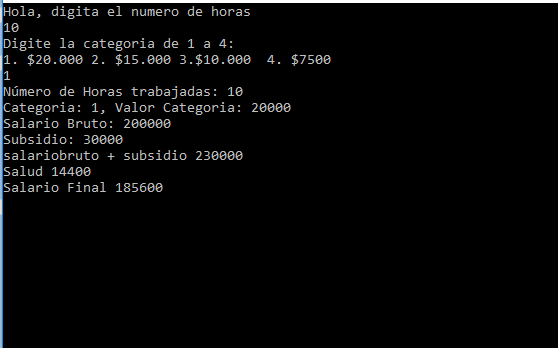 Hola, digita el numero de horas
10
Digite la categoria de 1 a 4:
1. $20.000 2. $15.000 3.$10.000  4. $7500
1
Número de Horas trabajadas: 10
Categoria: 1, Valor Categoria: 20000
Salario Bruto: 200000
Subsidio: 30000
salariobruto + subsidio 230000
Salud 14400
Salario Final 185600